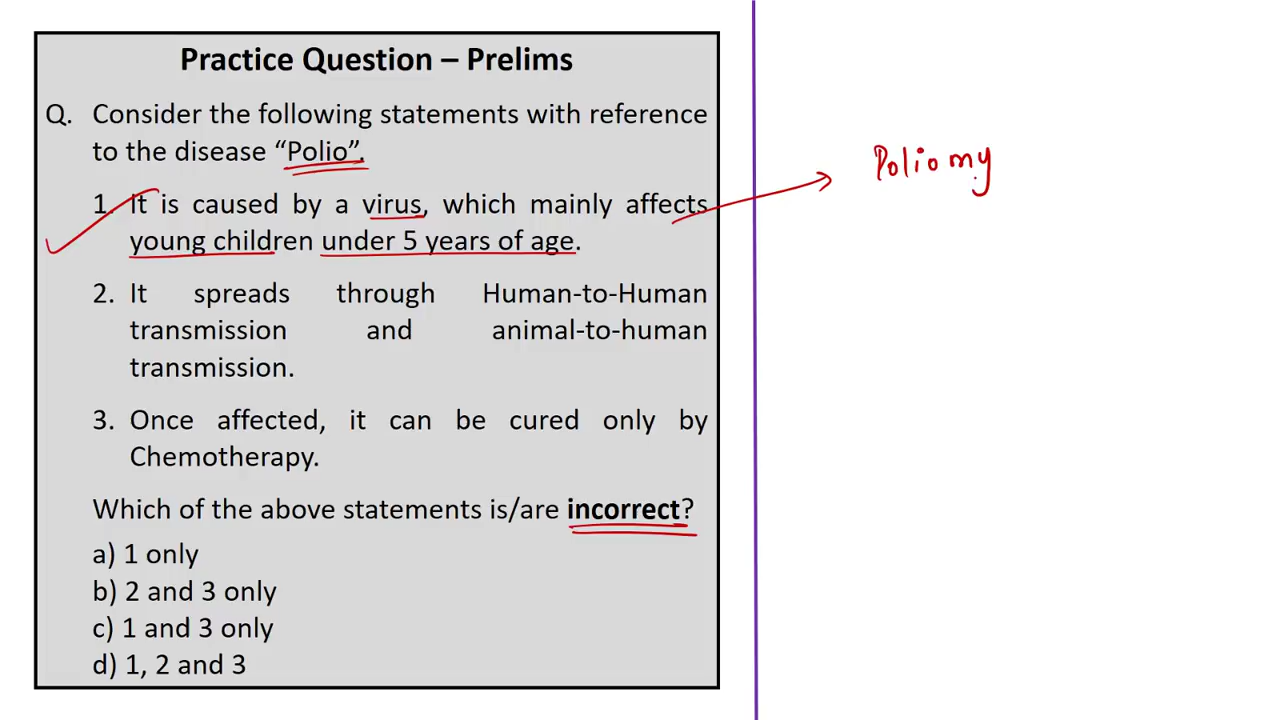 Practice Question – Prelims
Q. Consider the following statements with reference
to the disease “Polio”.
1. It is caused by a virus, which mainly affects
young children under 5 years of age.
2. It spreads through Human-to-Human
transmission and animal-to-human
transmission.
3. Once affected, it can be cured only by
Chemotherapy.
Which of the above statements is/are incorrect?
a) 1 only
b) 2 and 3 only
c) 1 and 3 only
d) 1, 2 and 3
Poliomy